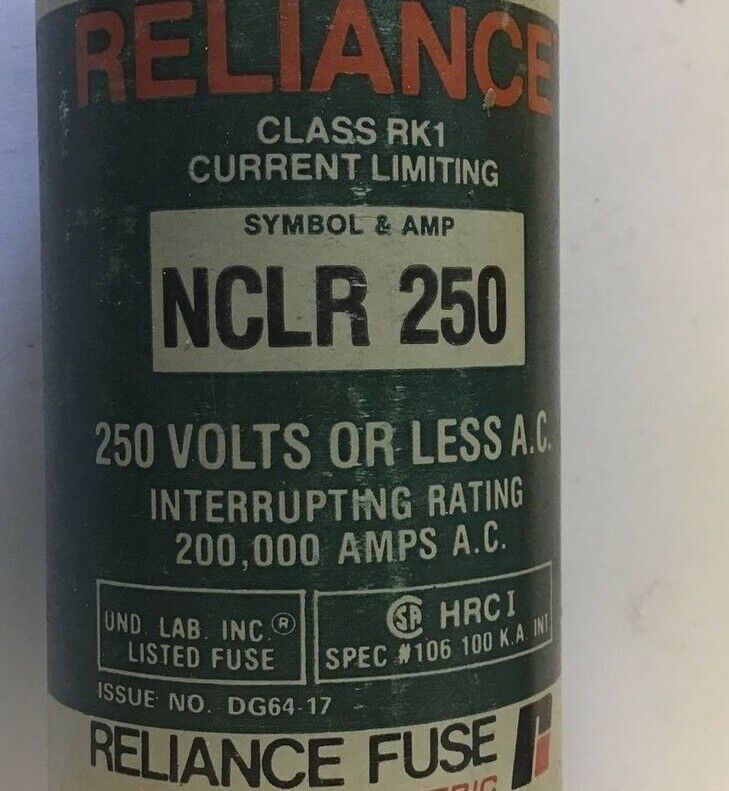 RELIANCE
CLASS RK1
CURRENT LIMITING
SYMBOL & AMP
NCLR 250
250 VOLTS OR LESS A.C.
INTERRUPTING RATING
200,000 AMPS A.C.
UND. LAB. INC.®
LISTED FUSE
SA HRC I
SPEC #106 100 K.A. INT.
ISSUE NO. DG64-17
RELIANCE FUSE